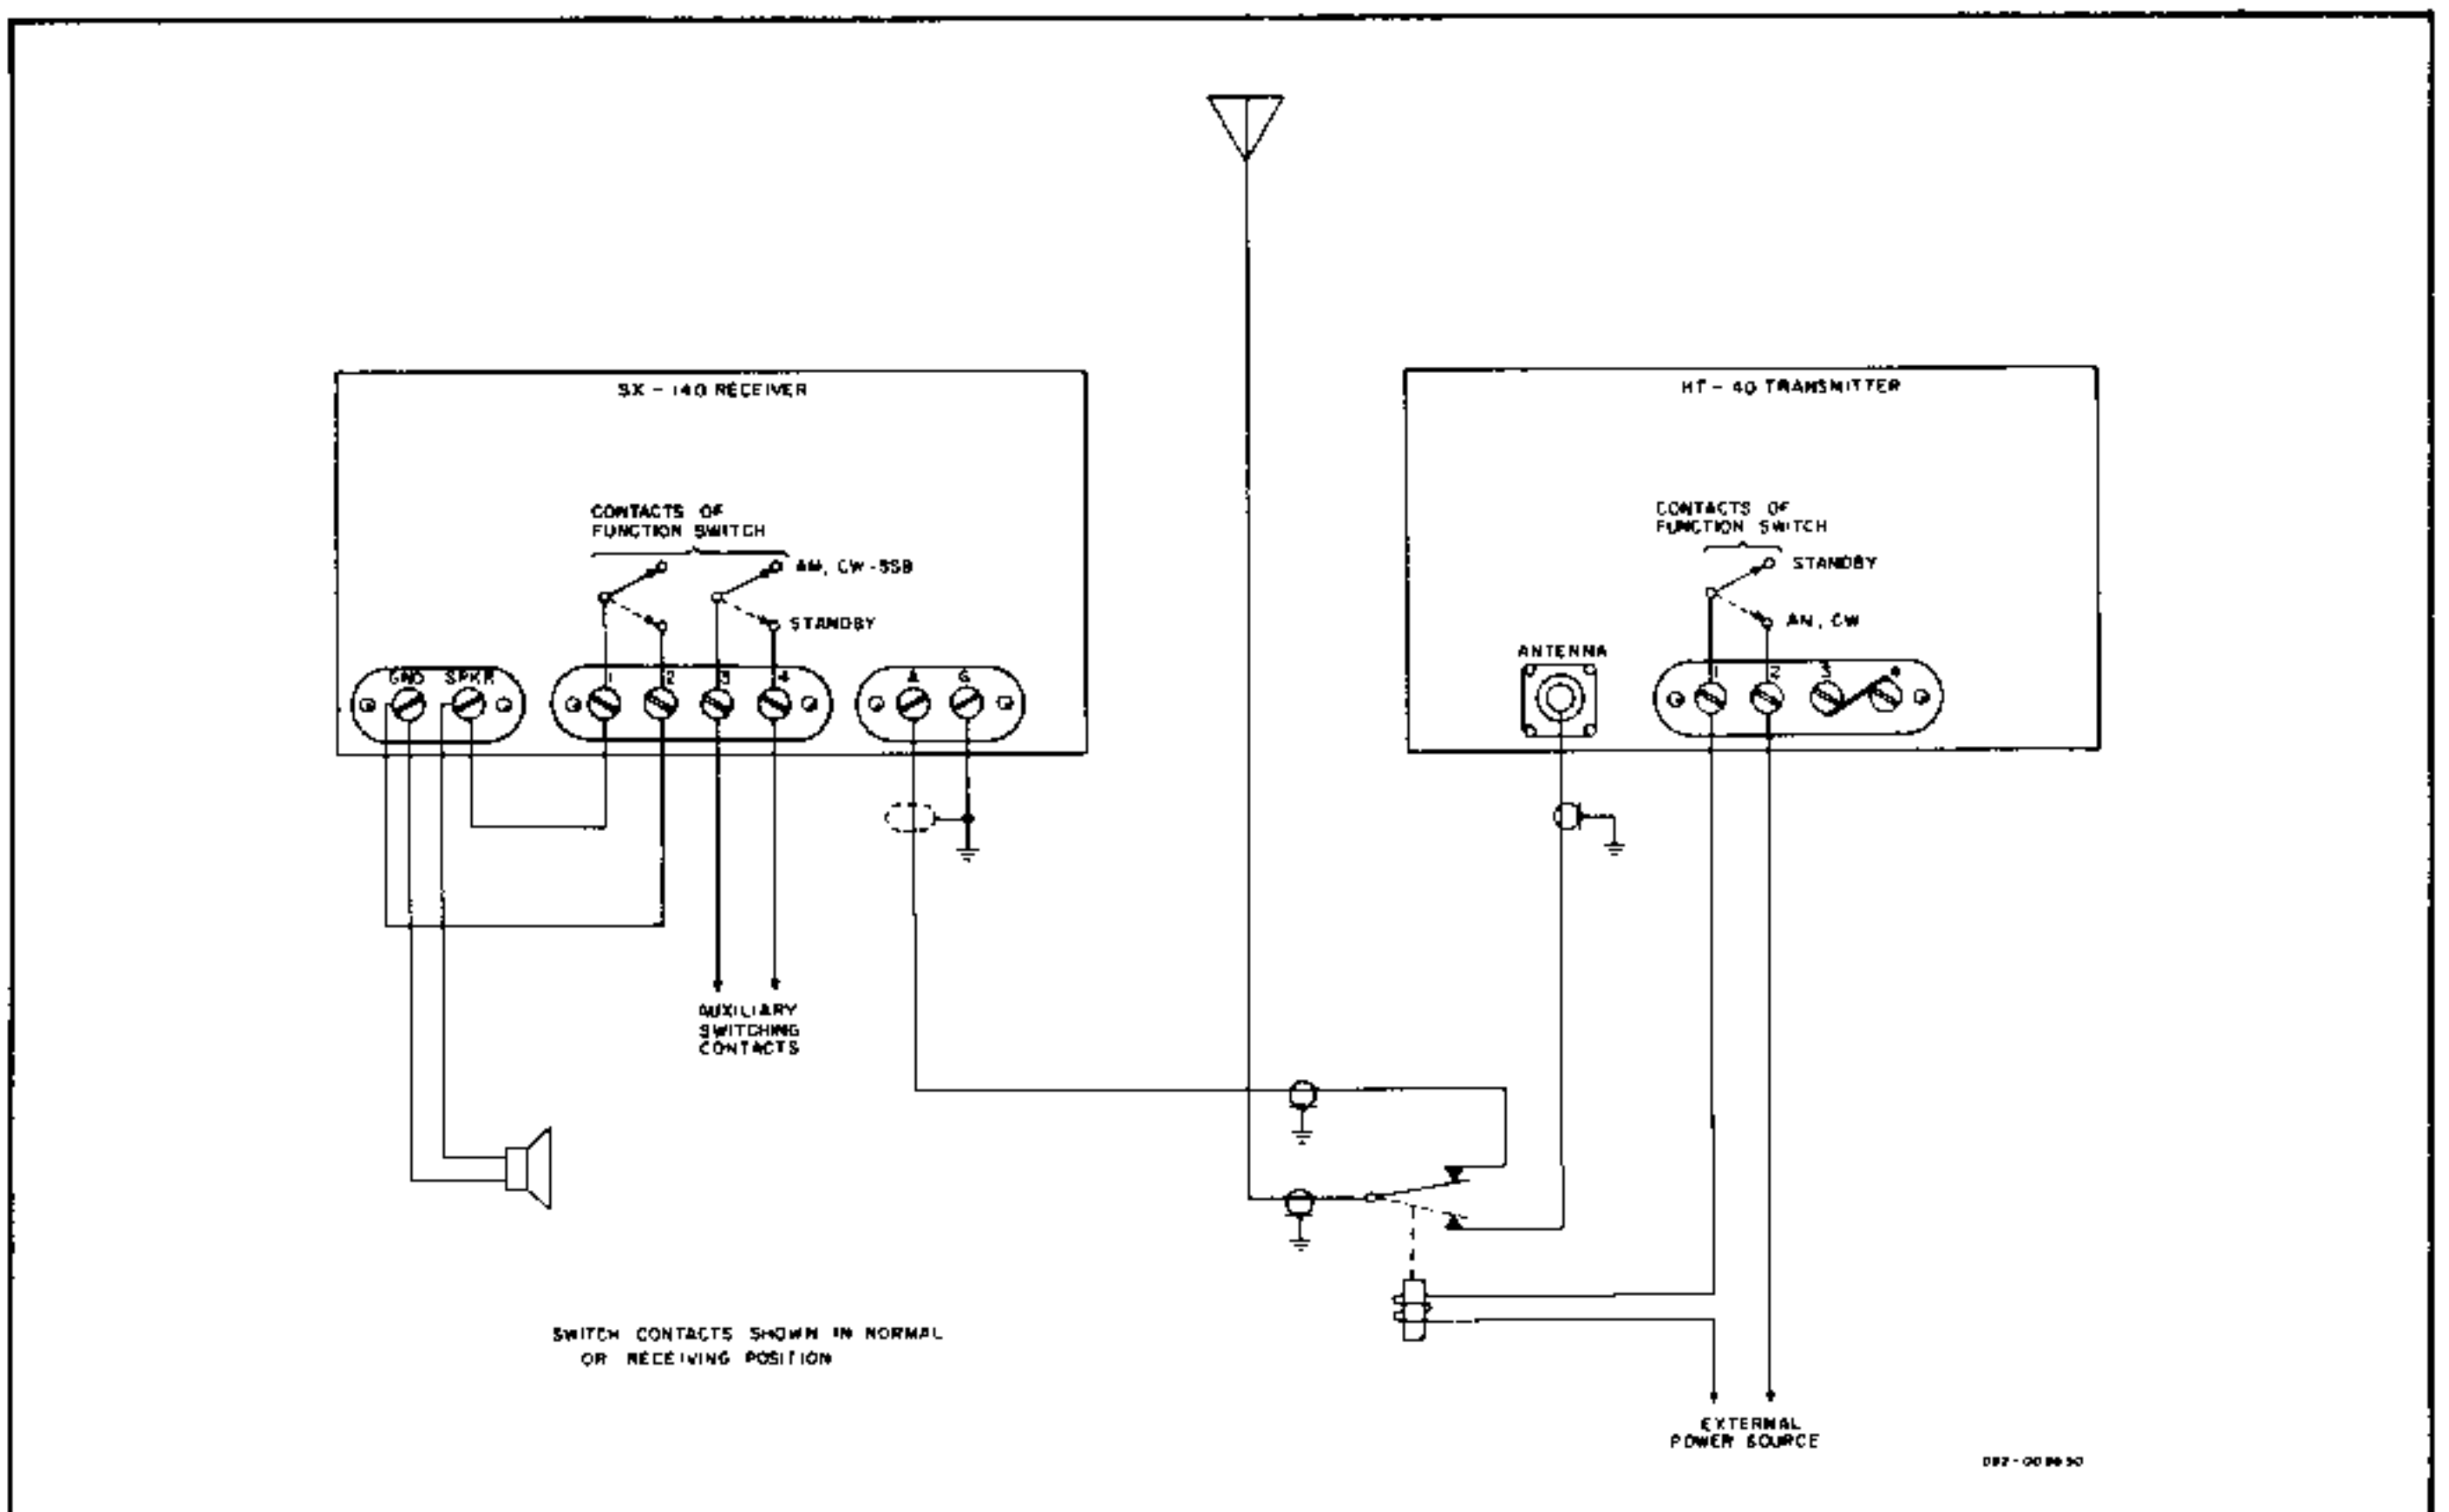 SX - 140 RECEIVER
HT - 40 TRANSMITTER
CONTACTS OF
FUNCTION SWITCH
AM, CW-SSB
STANDBY
CONTACTS OF
FUNCTION SWITCH
STANDBY
AM, CW
GND SPKR
1 2 3 4
A G
ANTENNA
1 2 3 4
AUXILIARY
SWITCHING
CONTACTS
SWITCH CONTACTS SHOWN IN NORMAL
OR RECEIVING POSITION
EXTERNAL
POWER SOURCE